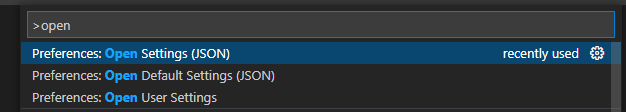 >open
Preferences: Open Settings (JSON) recently used
Preferences: Open Default Settings (JSON)
Preferences: Open User Settings